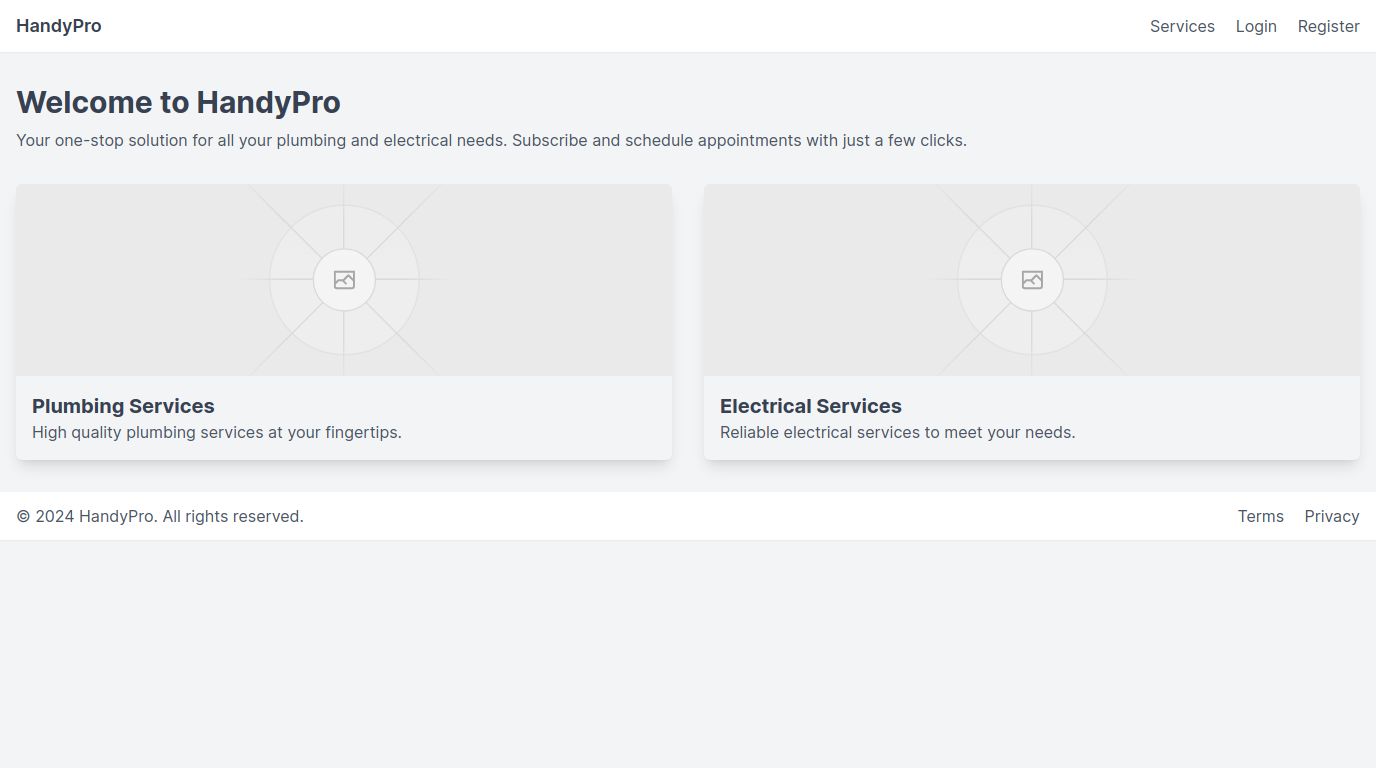 HandyPro
Services Login Register
Welcome to HandyPro
Your one-stop solution for all your plumbing and electrical needs. Subscribe and schedule appointments with just a few clicks.
Plumbing Services
High quality plumbing services at your fingertips.
Electrical Services
Reliable electrical services to meet your needs.
© 2024 HandyPro. All rights reserved.
Terms Privacy